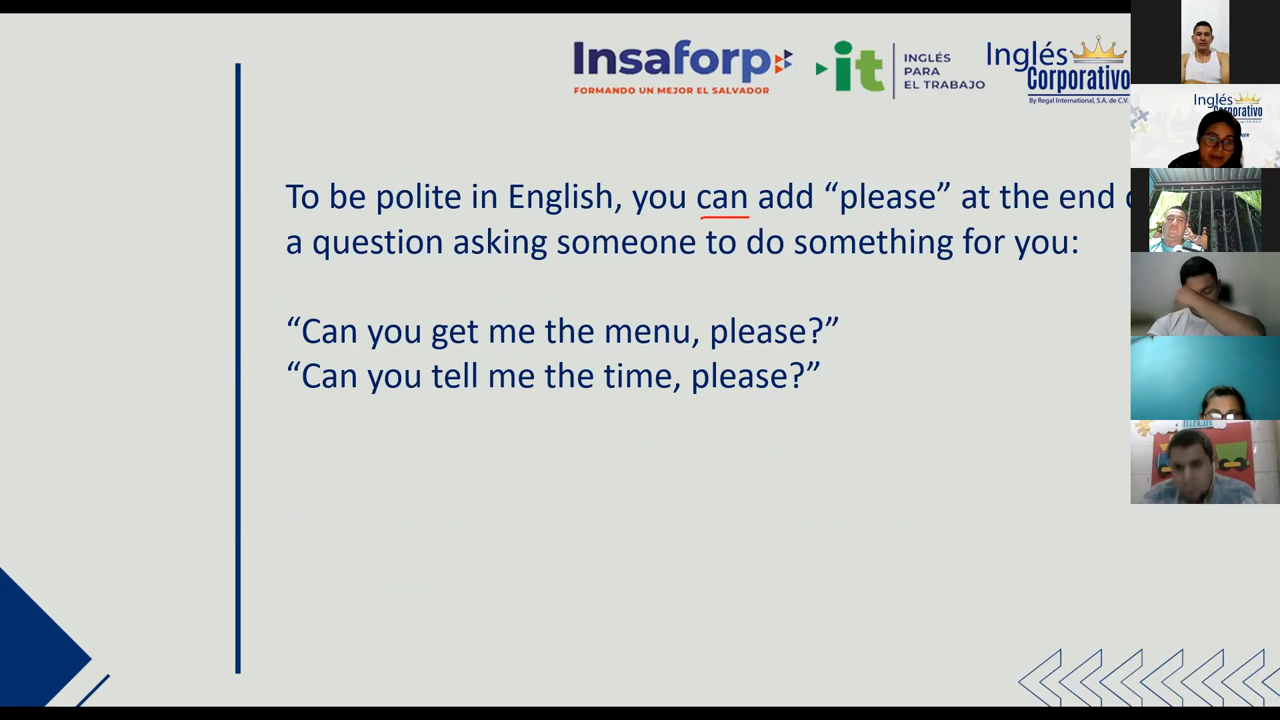 Insaforp
FORMANDO UN MEJOR EL SALVADOR
it
INGLÉS
PARA
EL TRABAJO
Inglés
Corporativo
By Regal International, S.A. de C.V.
Inglés
To be polite in English, you can add “please” at the end
a question asking someone to do something for you:
“Can you get me the menu, please?”
“Can you tell me the time, please?”